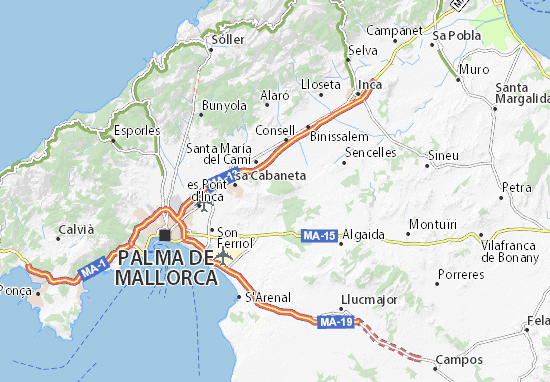 Sóller
Campanet
MA
Sa Pobla
Selva
Muro
Lloseta
Inca
Alaró
Santa
Margalida
Bunyola
Esporles
Consell
Binissalem
Santa María
del Camí
Sencelles
Sineu
MA-13
sa Cabaneta
es Pont
d'Inca
Petra
Calvià
Son
Ferriol
MA-15
Montuïri
Algaida
Vilafranca
de Bonany
PALMA DE
MALLORCA
MA-1
Porreres
Ponça
S'Arenal
Llucmajor
MA-19
Fela
Campos